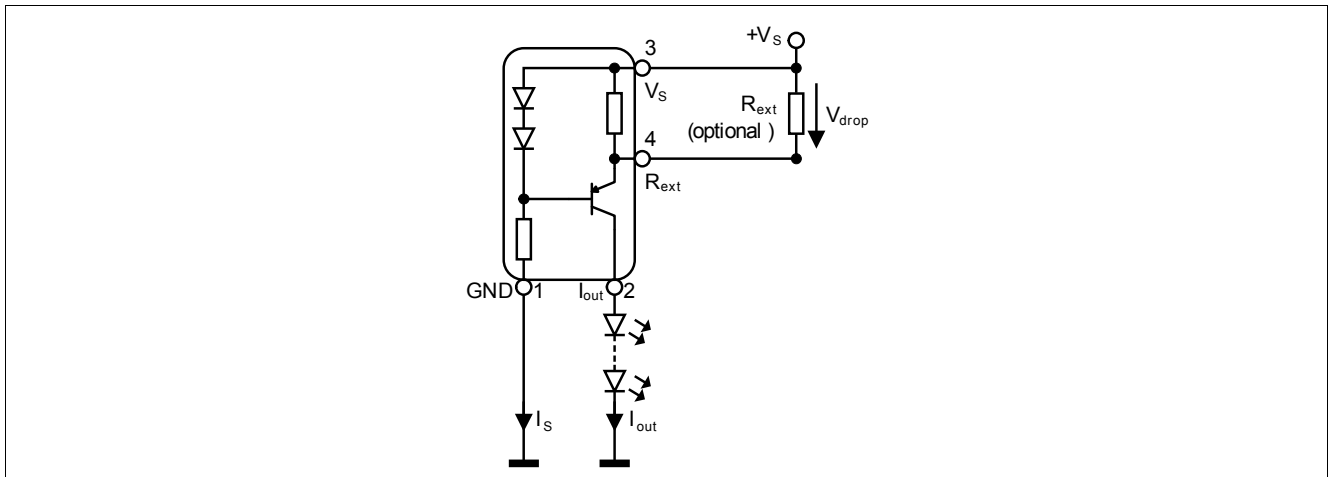 +VS
3
VS
Rext
(optional )
Vdrop
4
Rext
GND 1
Iout 2
IS
Iout